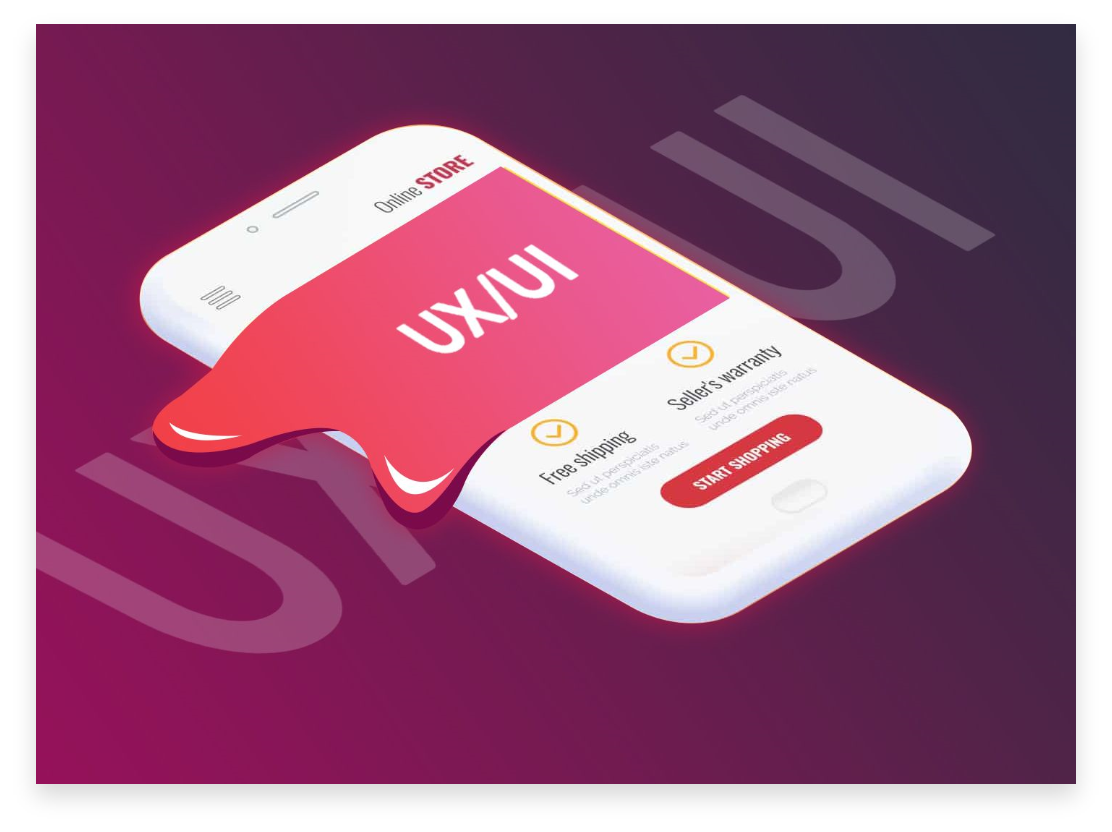 Online STORE
UX/UI
Free shipping
Sed ut perspiciatis
unde omnis iste natus
Seller's warranty
Sed ut perspiciatis
unde omnis iste natus
START SHOPPING
UX UI